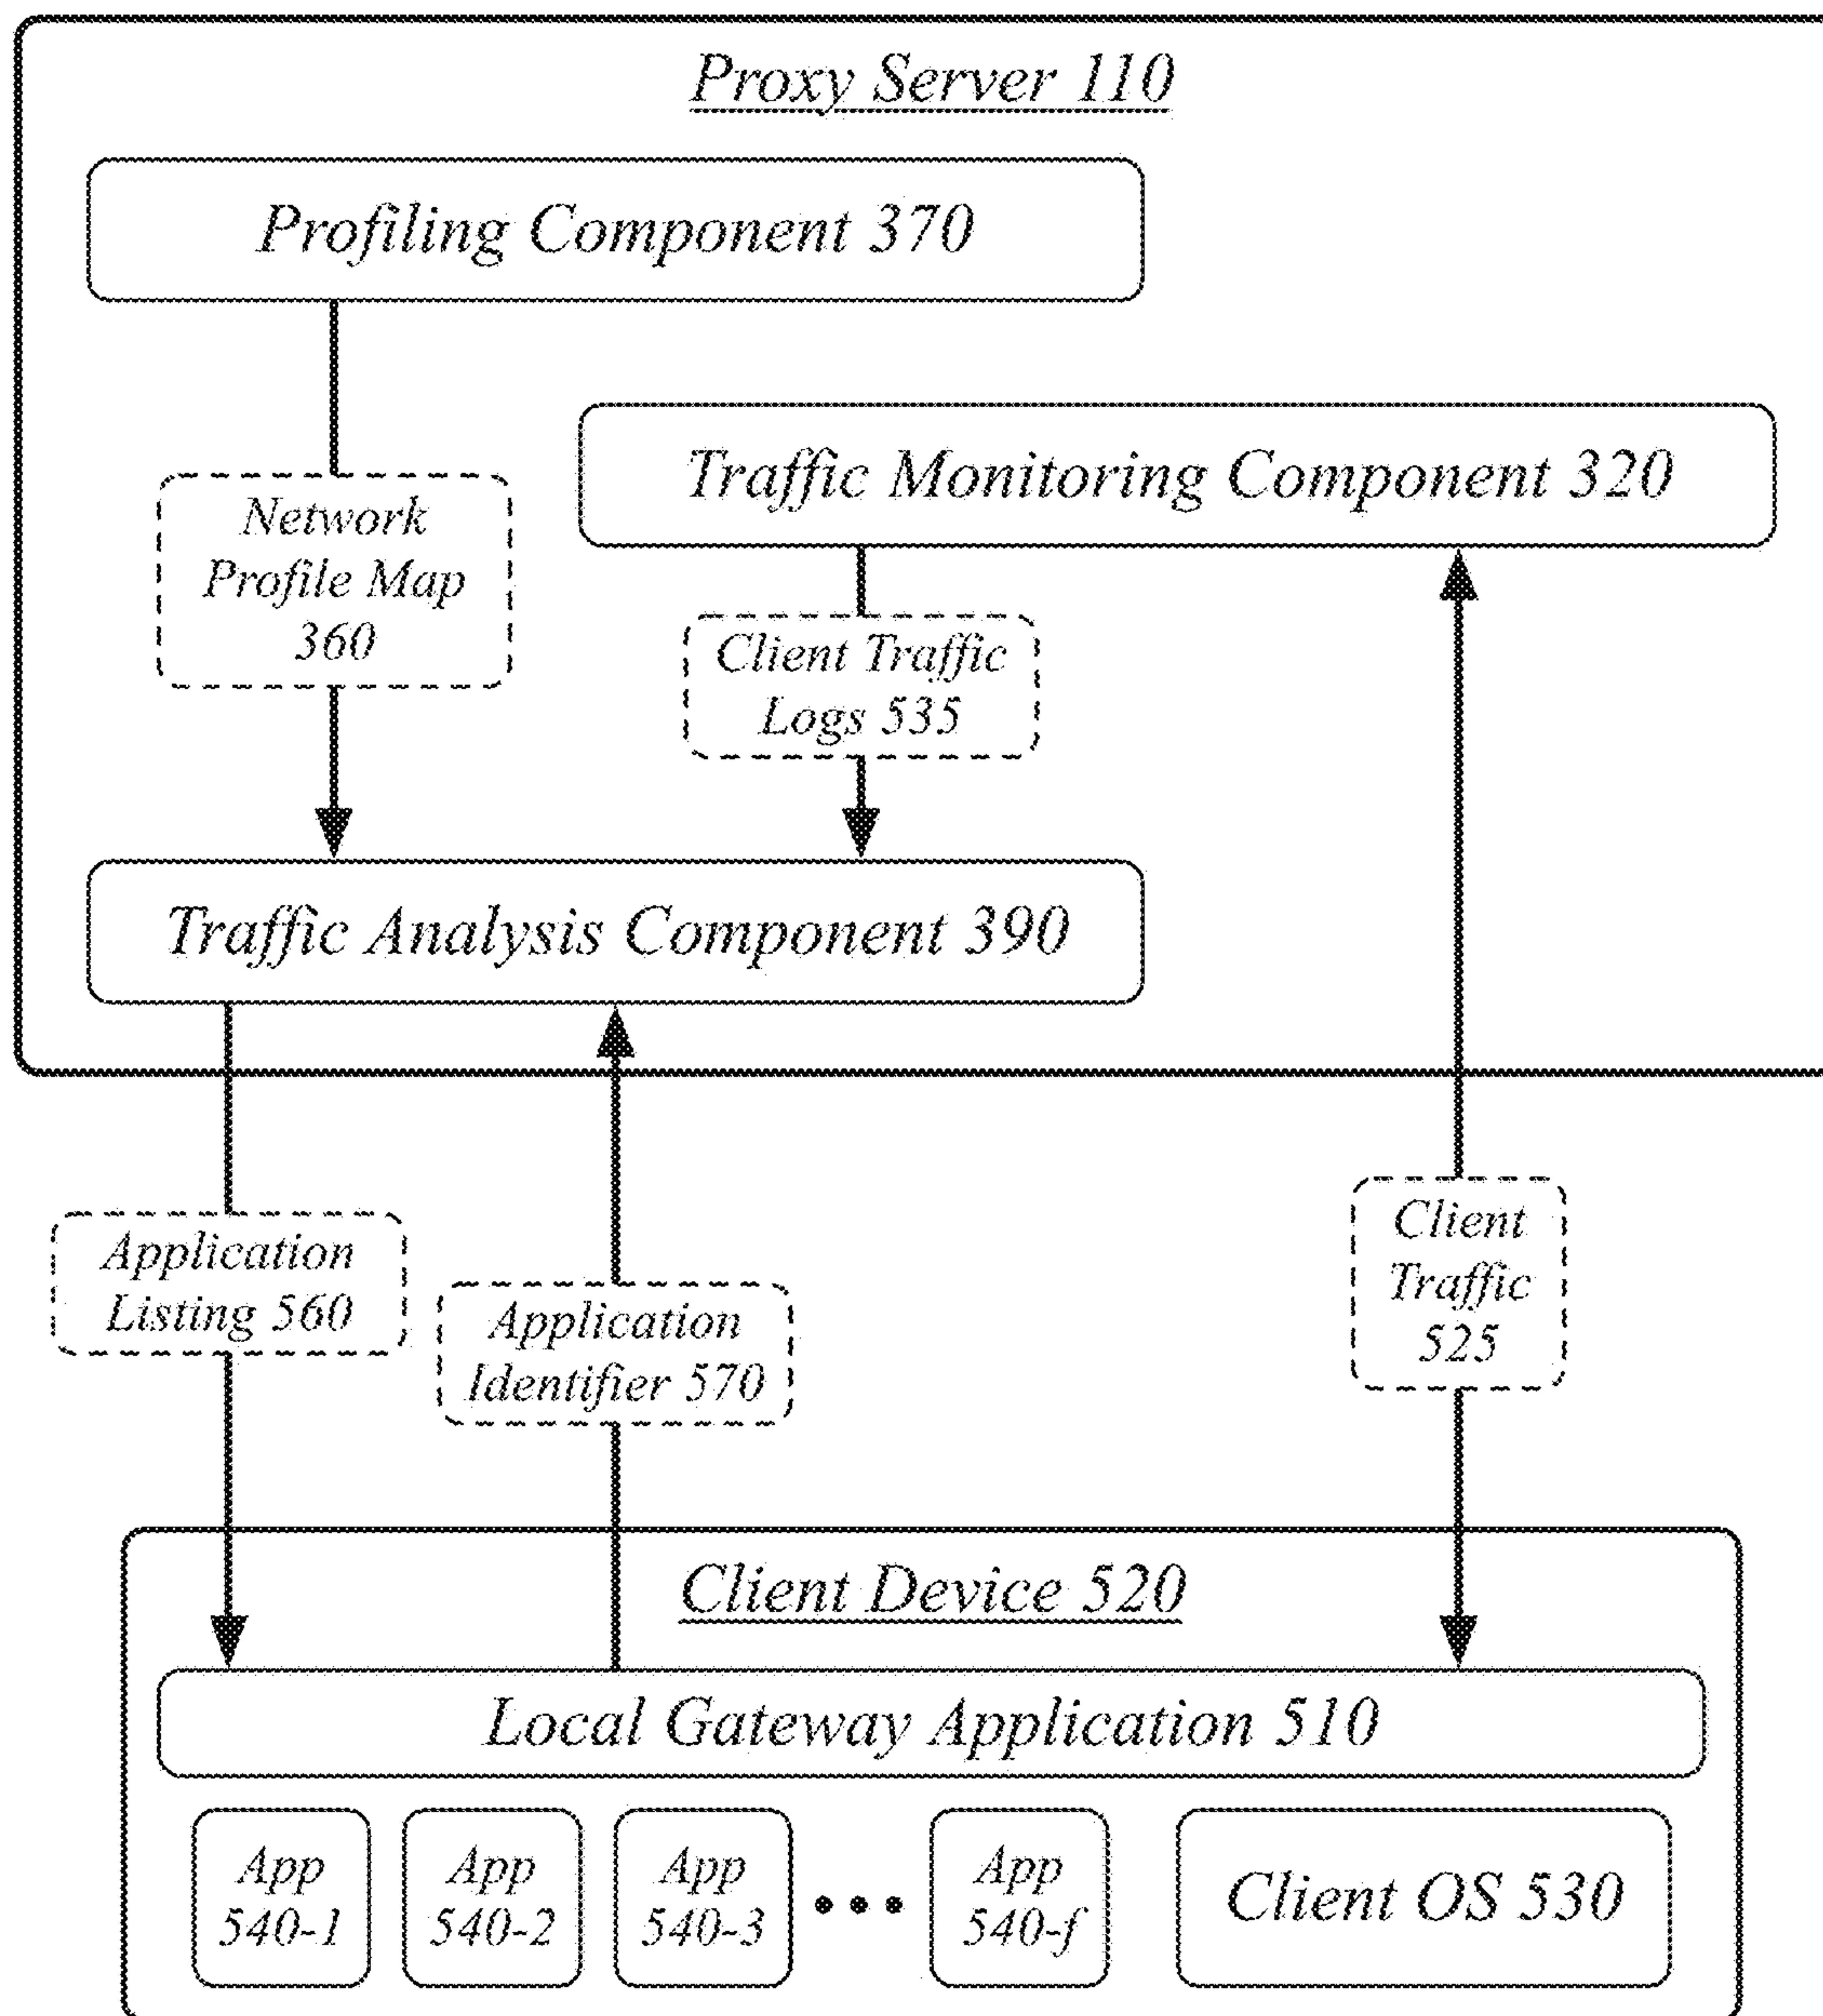 Proxy Server 110
Profiling Component 370
Traffic Monitoring Component 320
Network
Profile Map
360
Client Traffic
Logs 535
Traffic Analysis Component 390
Application
Listing 560
Application
Identifier 570
Client
Traffic
525
Client Device 520
Local Gateway Application 510
App
540-1
App
540-2
App
540-3
App
540-f
Client OS 530